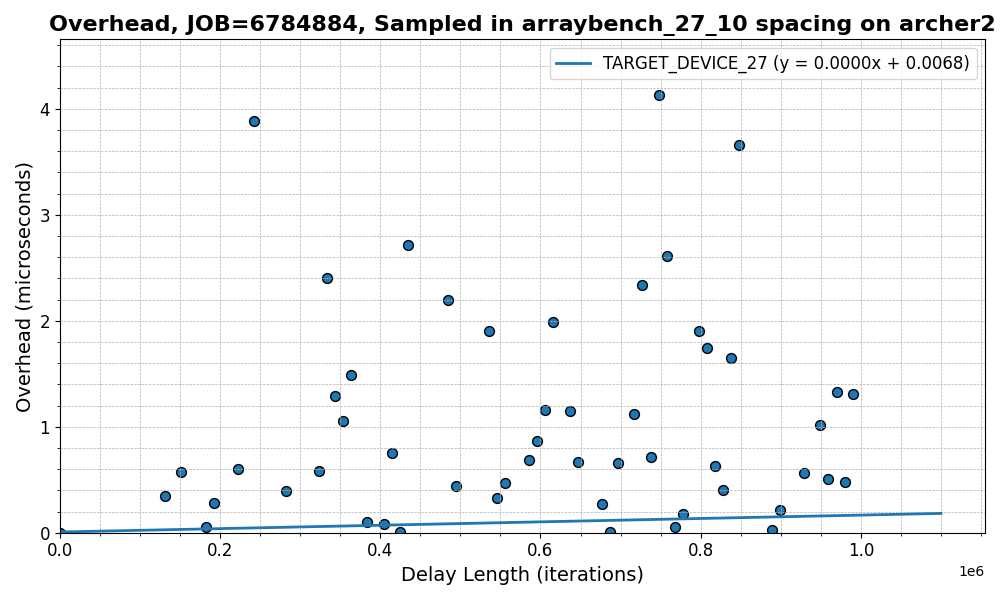 Overhead, JOB=6784884, Sampled in arraybench_27_10 spacing on archer2
TARGET_DEVICE_27 (y = 0.0000x + 0.0068)
Overhead (microseconds)
4
3
2
1
0
0.0 0.2 0.4 0.6 0.8 1.0
1e6
Delay Length (iterations)